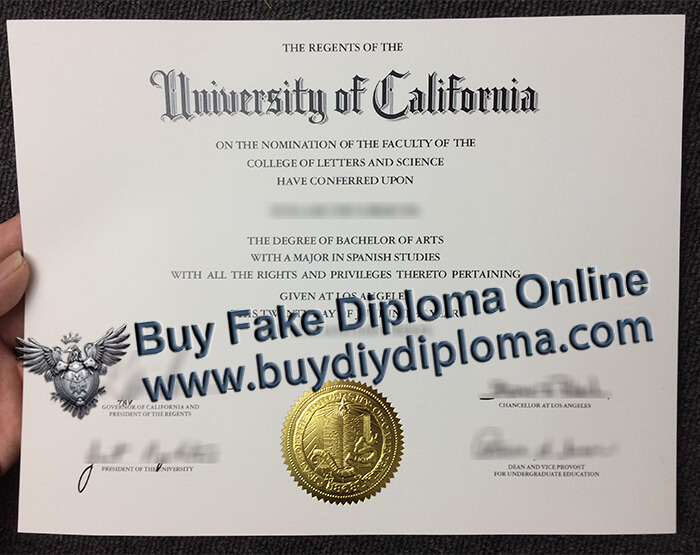 THE REGENTS OF THE
University of California
ON THE NOMINATION OF THE FACULTY OF THE
COLLEGE OF LETTERS AND SCIENCE
HAVE CONFERRED UPON
THE DEGREE OF BACHELOR OF ARTS
WITH A MAJOR IN SPANISH STUDIES
WITH ALL THE RIGHTS AND PRIVILEGES THERETO PERTAINING
GIVEN AT LOS ANGELES
Buy Fake Diploma Online
www.buydiydiploma.com
GOVERNOR OF CALIFORNIA AND
PRESIDENT OF THE REGENTS
CHANCELLOR AT LOS ANGELES
PRESIDENT OF THE UNIVERSITY
DEAN AND VICE PROVOST
FOR UNDERGRADUATE EDUCATION